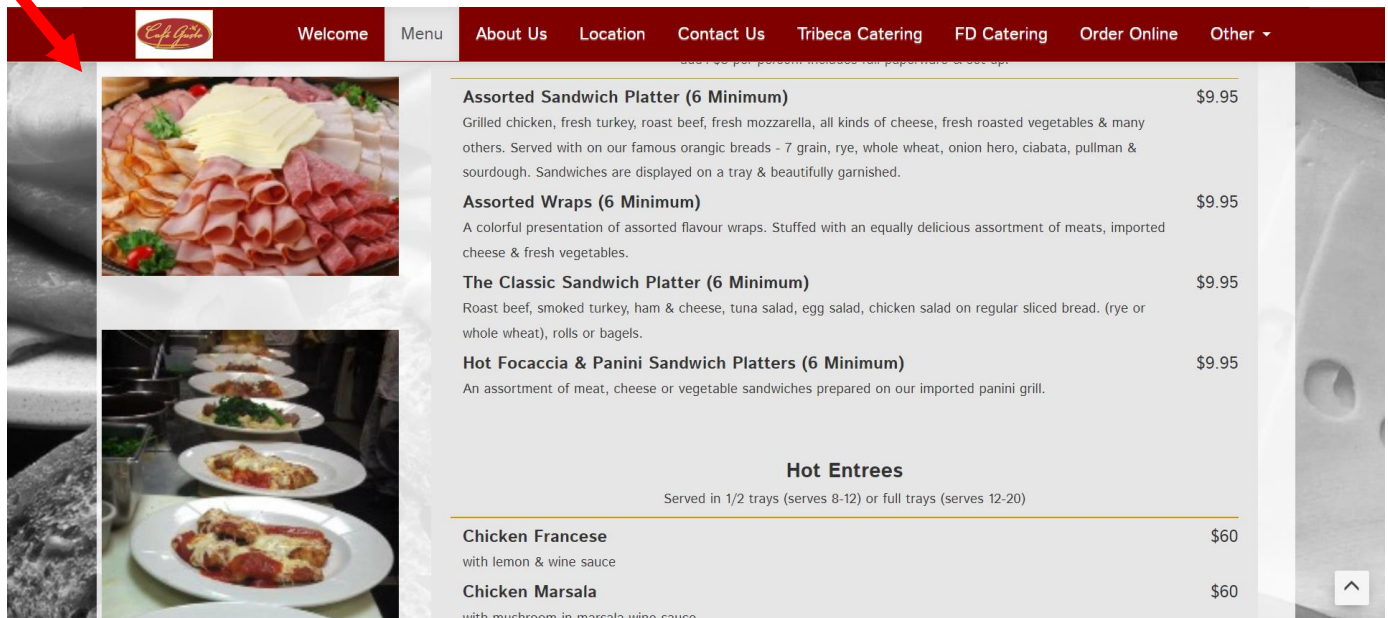 Café Gusto
Welcome Menu About Us Location Contact Us Tribeca Catering FD Catering Order Online Other
Assorted Sandwich Platter (6 Minimum) $9.95
Grilled chicken, fresh turkey, roast beef, fresh mozzarella, all kinds of cheese, fresh roasted vegetables & many
others. Served with on our famous orangic breads - 7 grain, rye, whole wheat, onion hero, ciabata, pullman &
sourdough. Sandwiches are displayed on a tray & beautifully garnished.
Assorted Wraps (6 Minimum) $9.95
A colorful presentation of assorted flavour wraps. Stuffed with an equally delicious assortment of meats, imported
cheese & fresh vegetables.
The Classic Sandwich Platter (6 Minimum) $9.95
Roast beef, smoked turkey, ham & cheese, tuna salad, egg salad, chicken salad on regular sliced bread. (rye or
whole wheat), rolls or bagels.
Hot Focaccia & Panini Sandwich Platters (6 Minimum) $9.95
An assortment of meat, cheese or vegetable sandwiches prepared on our imported panini grill.
Hot Entrees
Served in 1/2 trays (serves 8-12) or full trays (serves 12-20)
Chicken Francese $60
with lemon & wine sauce
Chicken Marsala $60
with mushroom in marsala wine sauce